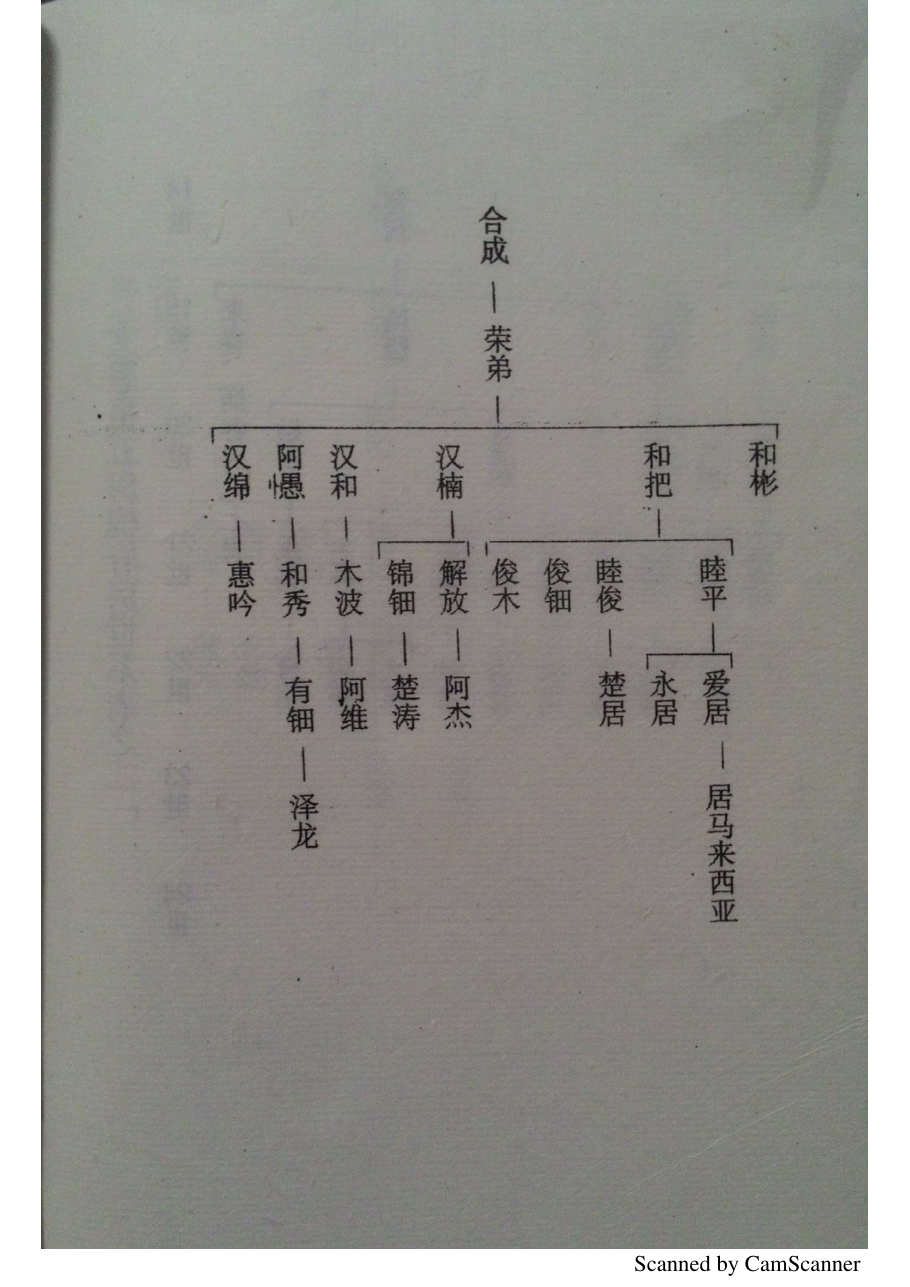 合成
荣弟
和彬
和把
汉楠
汉和
阿愚
汉绵
睦平
睦俊
俊钿
俊木
解放
锦钿
木波
和秀
惠吟
爱居
永居
楚居
阿杰
楚涛
阿维
有钿
居马来西亚
泽龙
Scanned by CamScanner